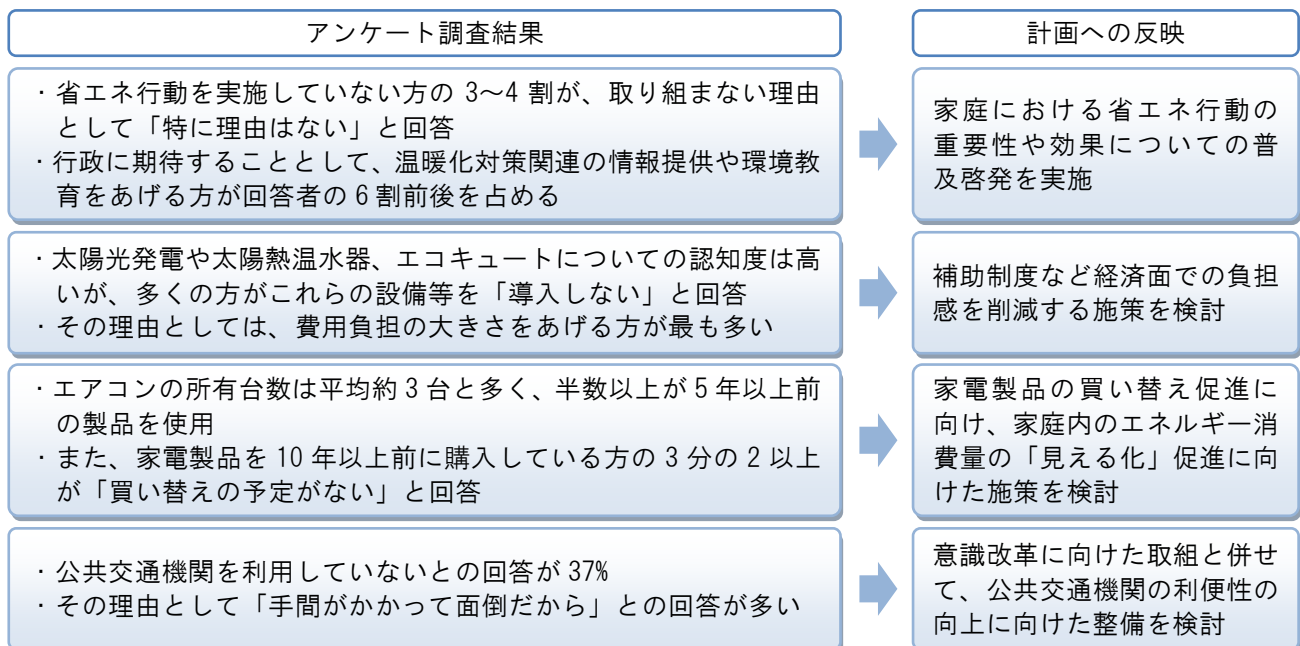 アンケート調査結果
計画への反映
・省エネ行動を実施していない方の 3～4 割が、取り組まない理由
として「特に理由はない」と回答
・行政に期待することとして、温暖化対策関連の情報提供や環境教
育をあげる方が回答者の 6 割前後を占める
家庭における省エネ行動の
重要性や効果についての普
及啓発を実施
・太陽光発電や太陽熱温水器、エコキュートについての認知度は高
いが、多くの方がこれらの設備等を「導入しない」と回答
・その理由としては、費用負担の大きさをあげる方が最も多い
補助制度など経済面での負担
感を削減する施策を検討
・エアコンの所有台数は平均約 3 台と多く、半数以上が 5 年以上前
の製品を使用
・また、家電製品を 10 年以上前に購入している方の 3 分の 2 以上
が「買い替えの予定がない」と回答
家電製品の買い替え促進に
向け、家庭内のエネルギー消
費量の「見える化」促進に向
けた施策を検討
・公共交通機関を利用していないとの回答が 37%
・その理由として「手間がかかって面倒だから」との回答が多い
意識改革に向けた取組と併せ
て、公共交通機関の利便性の
向上に向けた整備を検討